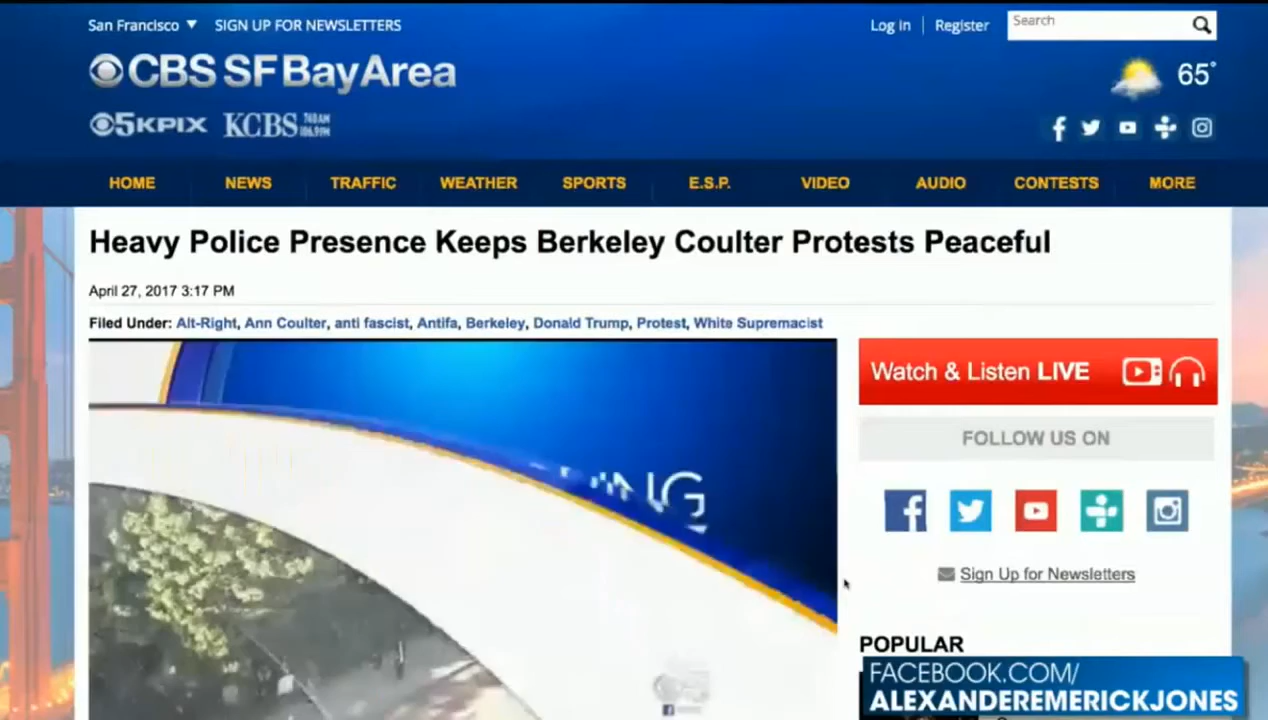 San Francisco ▼ SIGN UP FOR NEWSLETTERS
Log in | Register
Search
CBS SF BayArea
65°
5KPIX KCBS 740AM 106.9FM
HOME NEWS TRAFFIC WEATHER SPORTS E.S.P. VIDEO AUDIO CONTESTS MORE
Heavy Police Presence Keeps Berkeley Coulter Protests Peaceful
April 27, 2017 3:17 PM
Filed Under: Alt-Right, Ann Coulter, anti fascist, Antifa, Berkeley, Donald Trump, Protest, White Supremacist
Watch & Listen LIVE
FOLLOW US ON
Sign Up for Newsletters
POPULAR
FACEBOOK.COM/
ALEXANDEREMERICKJONES